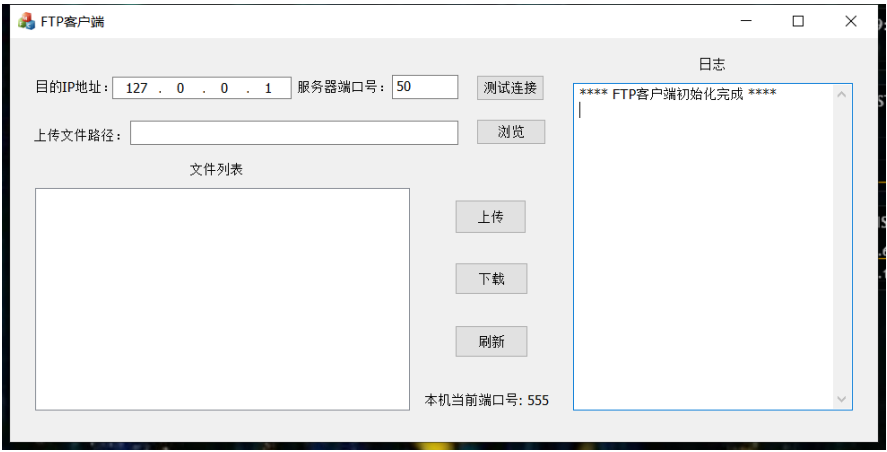 FTP客户端
日志
目的IP地址： 127 . 0 . 0 . 1 服务器端口号： 50 测试连接
**** FTP客户端初始化完成 ****
上传文件路径： 浏览
文件列表
上传
下载
刷新
本机当前端口号: 555